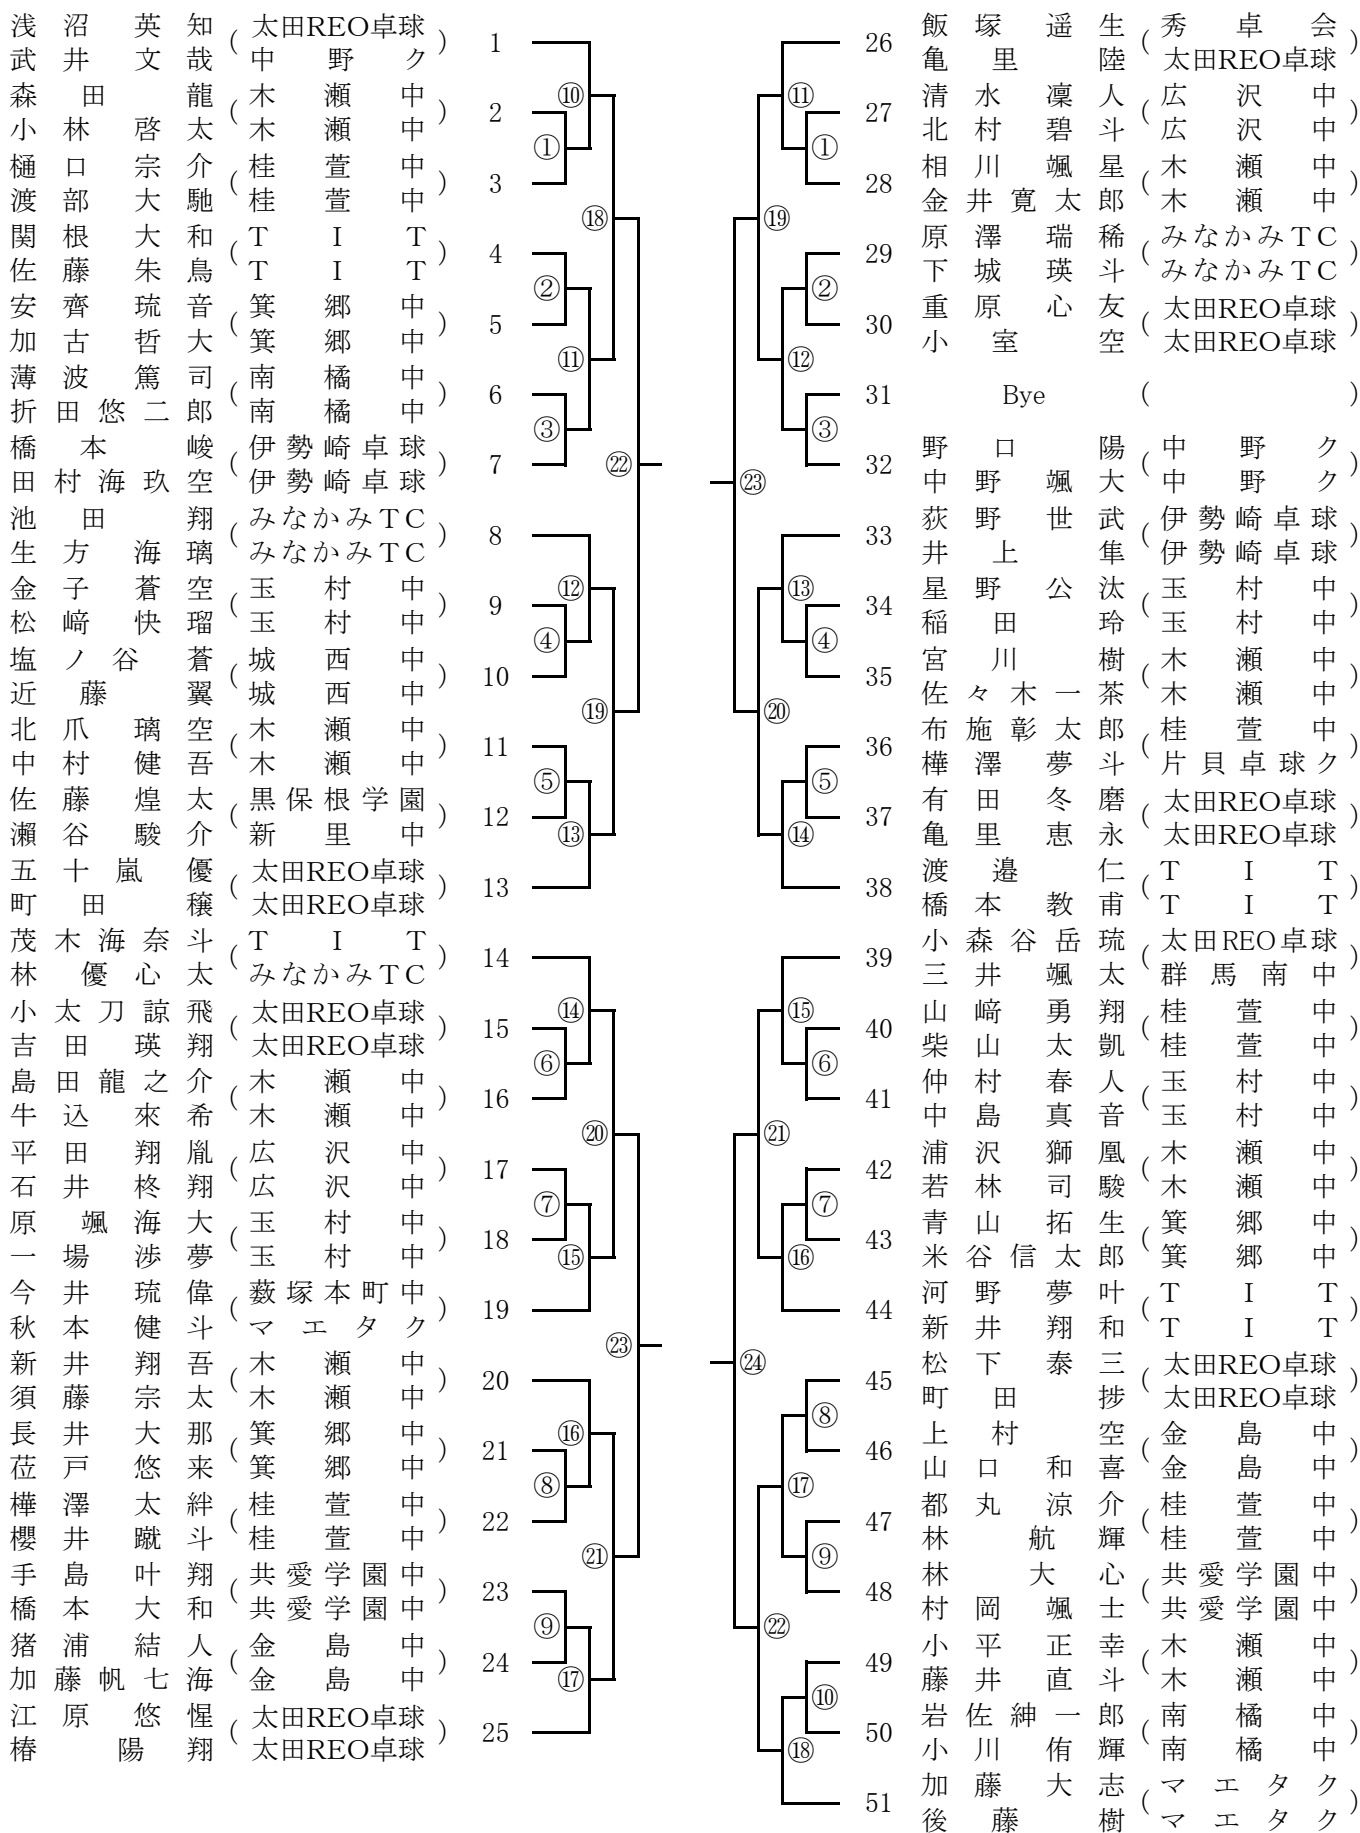 浅沼英知 ( 太田REO卓球 ) 1
武井文哉 ( 中野ク )
森田龍 ( 木瀬中 ) 2
小林啓太 ( 木瀬中 )
樋口宗介 ( 桂萱中 ) 3
渡部大馳 ( 桂萱中 )
関根大和 ( TIT ) 4
佐藤朱鳥 ( TIT )
安齊琉音 ( 箕郷中 ) 5
加古哲大 ( 箕郷中 )
薄波篤司 ( 南橘中 ) 6
折田悠二郎 ( 南橘中 )
橋本峻 ( 伊勢崎卓球 ) 7
田村海玖空 ( 伊勢崎卓球 )
池田翔 ( みなかみTC ) 8
生方海璃 ( みなかみTC )
金子蒼空 ( 玉村中 ) 9
松﨑快瑠 ( 玉村中 )
塩ノ谷蒼 ( 城西中 ) 10
近藤翼 ( 城西中 )
北爪璃空 ( 木瀬中 ) 11
中村健吾 ( 木瀬中 )
佐藤煌太 ( 黒保根学園 ) 12
瀬谷駿介 ( 新里中 )
五十嵐優 ( 太田REO卓球 ) 13
町田穣 ( 太田REO卓球 )
茂木海奈斗 ( TIT ) 14
林優心太 ( みなかみTC )
小太刀諒飛 ( 太田REO卓球 ) 15
吉田瑛翔 ( 太田REO卓球 )
島田龍之介 ( 木瀬中 ) 16
牛込來希 ( 木瀬中 )
平田翔胤 ( 広沢中 ) 17
石井柊翔 ( 広沢中 )
原颯海大 ( 玉村中 ) 18
一場渉夢 ( 玉村中 )
今井琉偉 ( 薮塚本町中 ) 19
秋本健斗 ( マエタク )
新井翔吾 ( 木瀬中 ) 20
須藤宗太 ( 木瀬中 )
長井大那 ( 箕郷中 ) 21
莅戸悠来 ( 箕郷中 )
樺澤太絆 ( 桂萱中 ) 22
櫻井蹴斗 ( 桂萱中 )
手島叶翔 ( 共愛学園中 ) 23
橋本大和 ( 共愛学園中 )
猪浦結人 ( 金島中 ) 24
加藤帆七海 ( 金島中 )
江原悠惺 ( 太田REO卓球 ) 25
椿陽翔 ( 太田REO卓球 )
⑩
①
⑱
②
⑪
③
㉒
⑫
④
⑲
⑤
⑬
⑭
⑥
⑳
⑦
⑮
㉓
⑯
⑧
㉑
⑨
⑰
⑪
①
⑲
②
⑫
③
㉓
⑬
④
⑳
⑤
⑭
⑮
⑥
㉑
⑦
⑯
㉔
⑧
⑰
⑨
㉒
⑩
⑱
26 飯塚遥生 ( 秀卓会 )
亀里陸 ( 太田REO卓球 )
27 清水凜人 ( 広沢中 )
北村碧斗 ( 広沢中 )
28 相川颯星 ( 木瀬中 )
金井寛太郎 ( 木瀬中 )
29 原澤瑞稀 ( みなかみTC )
下城瑛斗 ( みなかみTC )
30 重原心友 ( 太田REO卓球 )
小室空 ( 太田REO卓球 )
31 Bye ( )
32 野口陽 ( 中野ク )
中野颯大 ( 中野ク )
33 荻野世武 ( 伊勢崎卓球 )
井上隼 ( 伊勢崎卓球 )
34 星野公汰 ( 玉村中 )
稲田玲 ( 玉村中 )
35 宮川樹 ( 木瀬中 )
佐々木一茶 ( 木瀬中 )
36 布施彰太郎 ( 桂萱中 )
樺澤夢斗 ( 片貝卓球ク )
37 有田冬磨 ( 太田REO卓球 )
亀里恵永 ( 太田REO卓球 )
38 渡邉仁 ( TIT )
橋本教甫 ( TIT )
39 小森谷岳琉 ( 太田REO卓球 )
三井颯太 ( 群馬南中 )
40 山﨑勇翔 ( 桂萱中 )
柴山太凱 ( 桂萱中 )
41 仲村春人 ( 玉村中 )
中島真音 ( 玉村中 )
42 浦沢獅凰 ( 木瀬中 )
若林司駿 ( 木瀬中 )
43 青山拓生 ( 箕郷中 )
米谷信太郎 ( 箕郷中 )
44 河野夢叶 ( TIT )
新井翔和 ( TIT )
45 松下泰三 ( 太田REO卓球 )
町田捗 ( 太田REO卓球 )
46 上村空 ( 金島中 )
山口和喜 ( 金島中 )
47 都丸涼介 ( 桂萱中 )
林航輝 ( 桂萱中 )
48 林大心 ( 共愛学園中 )
村岡颯士 ( 共愛学園中 )
49 小平正幸 ( 木瀬中 )
藤井直斗 ( 木瀬中 )
50 岩佐紳一郎 ( 南橘中 )
小川侑輝 ( 南橘中 )
51 加藤大志 ( マエタク )
後藤樹 ( マエタク )